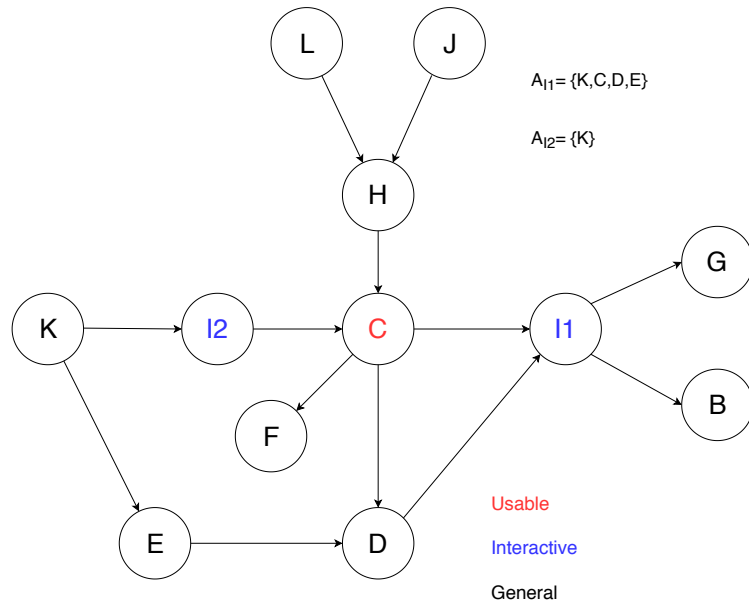 L
J
A_I1= {K,C,D,E}
A_I2= {K}
H
G
K
I2
C
I1
B
F
Usable
E
D
Interactive
General